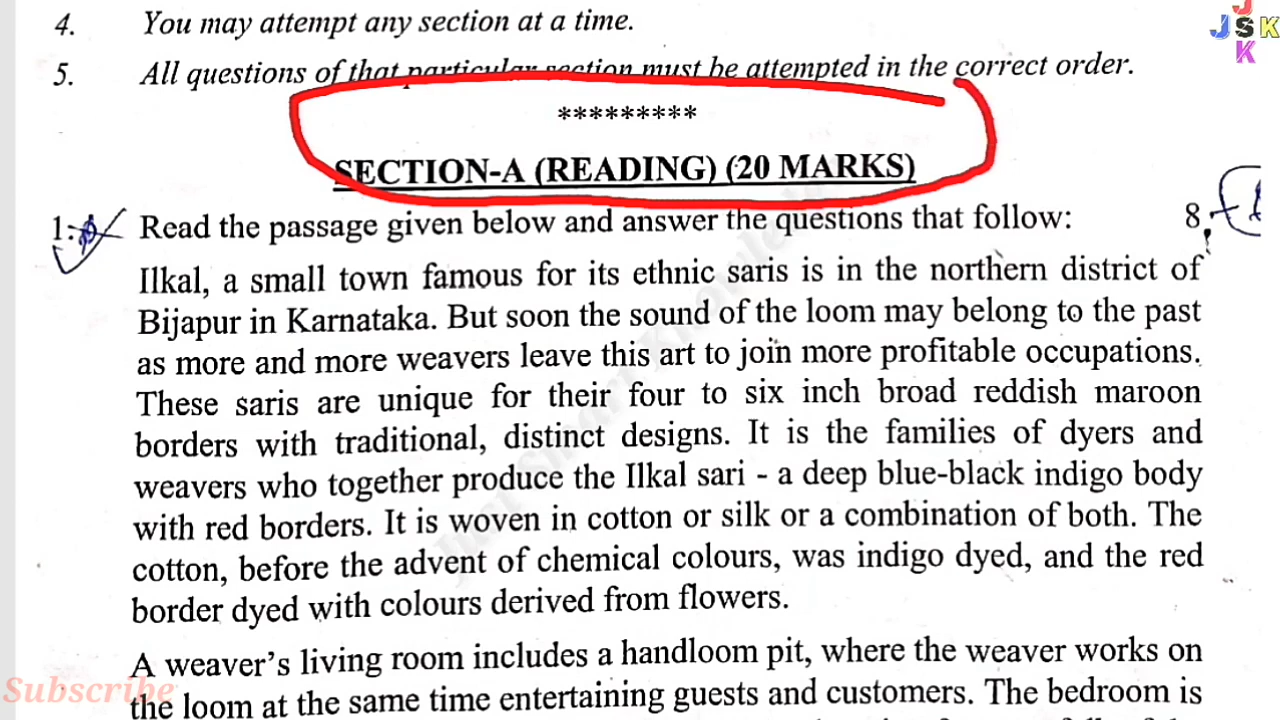 4. You may attempt any section at a time.
5. All questions of that particular section must be attempted in the correct order.
*********
SECTION-A (READING) (20 MARKS)
1: Read the passage given below and answer the questions that follow: 8
Ilkal, a small town famous for its ethnic saris is in the northern district of
Bijapur in Karnataka. But soon the sound of the loom may belong to the past
as more and more weavers leave this art to join more profitable occupations.
These saris are unique for their four to six inch broad reddish maroon
borders with traditional, distinct designs. It is the families of dyers and
weavers who together produce the Ilkal sari - a deep blue-black indigo body
with red borders. It is woven in cotton or silk or a combination of both. The
cotton, before the advent of chemical colours, was indigo dyed, and the red
border dyed with colours derived from flowers.
A weaver's living room includes a handloom pit, where the weaver works on
the loom at the same time entertaining guests and customers. The bedroom is
Subscribe
J
JSK
K